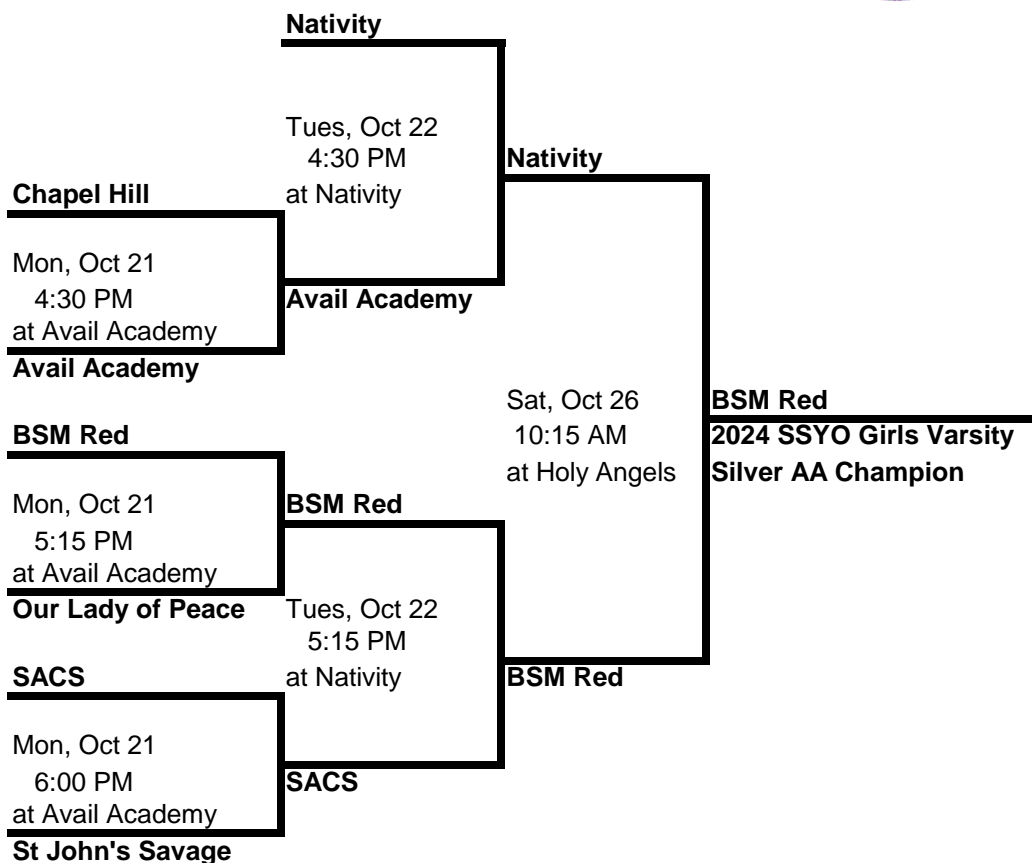 Nativity
Tues, Oct 22
4:30 PM
at Nativity
Nativity
Chapel Hill
Mon, Oct 21
4:30 PM
at Avail Academy
Avail Academy
Avail Academy
Sat, Oct 26
10:15 AM
at Holy Angels
BSM Red
2024 SSYO Girls Varsity
Silver AA Champion
BSM Red
Mon, Oct 21
5:15 PM
at Avail Academy
Our Lady of Peace
BSM Red
Tues, Oct 22
5:15 PM
at Nativity
BSM Red
SACS
Mon, Oct 21
6:00 PM
at Avail Academy
St John's Savage
SACS